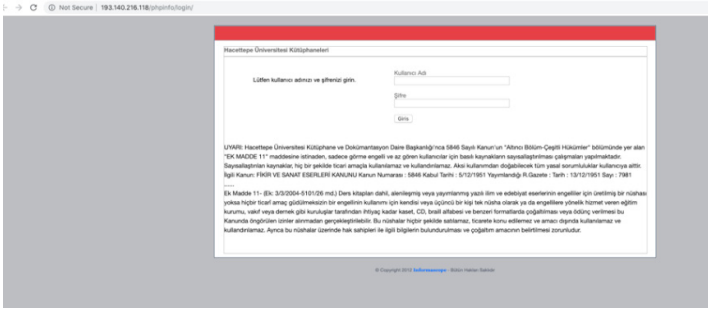 Not Secure | 193.140.216.118/phpinfo/login/
Hacettepe Üniversitesi Kütüphaneleri
Kullanıcı Adı
Lütfen kullanıcı adınızı ve şifrenizi girin.
Şifre
Giris
UYARI: Hacettepe Üniversitesi Kütüphane ve Dokümantasyon Daire Başkanlığı'nca 5846 Sayılı Kanun'un "Altıncı Bölüm-Çeşitli Hükümler" bölümünde yer alan
"EK MADDE 11" maddesine istinaden, sadece görme engelli ve az gören kullanıcılar için basılı kaynakların sayısallaştırılması çalışmaları yapılmaktadır.
Sayısallaştırılan kaynaklar, hiç bir şekilde ticari amaçla kullanılamaz ve kullandırılamaz. Aksi kullanımdan doğabilecek tüm yasal sorumluluklar kullanıcıya aittir.
İlgili Kanun: FİKİR VE SANAT ESERLERİ KANUNU Kanun Numarası : 5846 Kabul Tarihi : 5/12/1951 Yayımlandığı R.Gazete : Tarih : 13/12/1951 Sayı : 7981
.....
Ek Madde 11- (Ek: 3/3/2004-5101/26 md.) Ders kitapları dahil, alenileşmiş veya yayımlanmış yazılı ilim ve edebiyat eserlerinin engelliler için üretilmiş bir nüshası
yoksa hiçbir ticarî amaç güdülmeksizin bir engellinin kullanımı için kendisi veya üçüncü bir kişi tek nüsha olarak ya da engellilere yönelik hizmet veren eğitim
kurumu, vakıf veya dernek gibi kuruluşlar tarafından ihtiyaç kadar kaset, CD, braill alfabesi ve benzeri formatlarda çoğaltılması veya ödünç verilmesi bu
Kanunda öngörülen izinler alınmadan gerçekleştirilebilir. Bu nüshalar hiçbir şekilde satılamaz, ticarete konu edilemez ve amacı dışında kullanılamaz ve
kullandırılamaz. Ayrıca bu nüshalar üzerinde hak sahipleri ile ilgili bilgilerin bulundurulması ve çoğaltım amacının belirtilmesi zorunludur.
© Copyright 2010 Informascope - Bütün Hakları Saklıdır